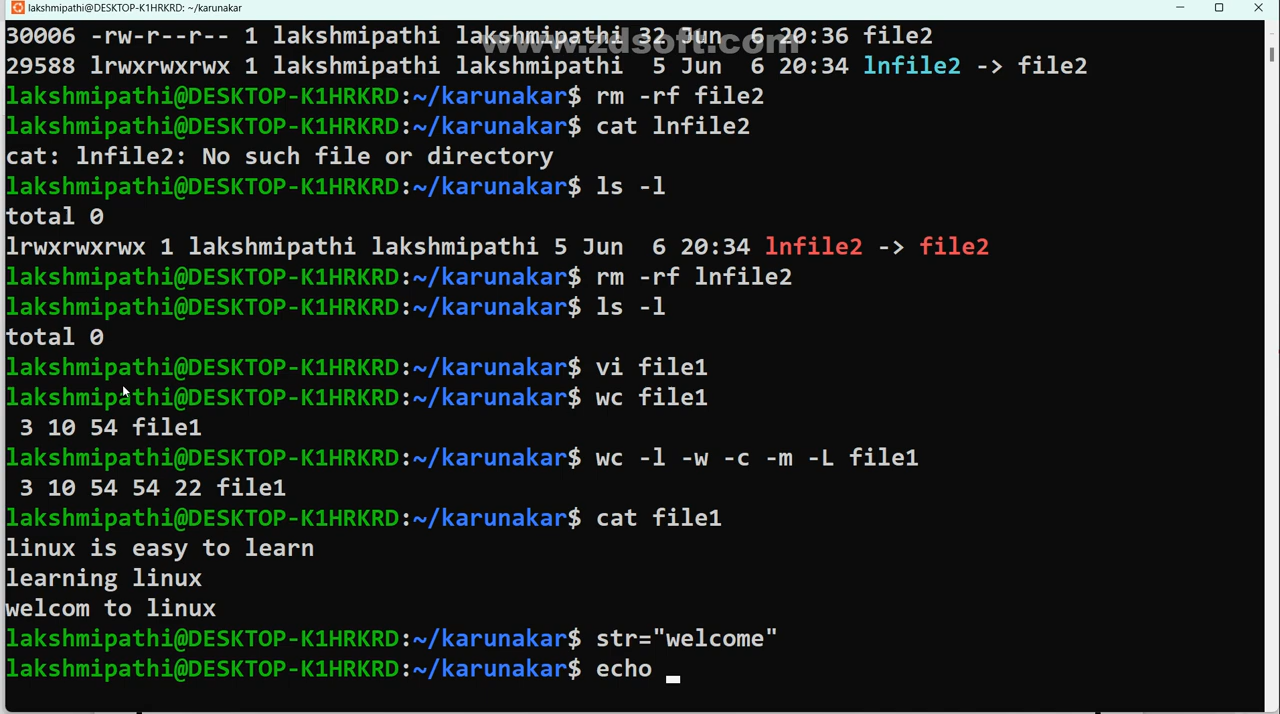 lakshmipathi@DESKTOP-K1HRKRD: ~/karunakar
www.zdsoft.com
30006 -rw-r--r-- 1 lakshmipathi lakshmipathi 32 Jun  6 20:36 file2
29588 lrwxrwxrwx 1 lakshmipathi lakshmipathi  5 Jun  6 20:34 lnfile2 -> file2
lakshmipathi@DESKTOP-K1HRKRD:~/karunakar$ rm -rf file2
lakshmipathi@DESKTOP-K1HRKRD:~/karunakar$ cat lnfile2
cat: lnfile2: No such file or directory
lakshmipathi@DESKTOP-K1HRKRD:~/karunakar$ ls -l
total 0
lrwxrwxrwx 1 lakshmipathi lakshmipathi 5 Jun  6 20:34 lnfile2 -> file2
lakshmipathi@DESKTOP-K1HRKRD:~/karunakar$ rm -rf lnfile2
lakshmipathi@DESKTOP-K1HRKRD:~/karunakar$ ls -l
total 0
lakshmipathi@DESKTOP-K1HRKRD:~/karunakar$ vi file1
lakshmipathi@DESKTOP-K1HRKRD:~/karunakar$ wc file1
 3 10 54 file1
lakshmipathi@DESKTOP-K1HRKRD:~/karunakar$ wc -l -w -c -m -L file1
 3 10 54 54 22 file1
lakshmipathi@DESKTOP-K1HRKRD:~/karunakar$ cat file1
linux is easy to learn
learning linux
welcom to linux
lakshmipathi@DESKTOP-K1HRKRD:~/karunakar$ str="welcome"
lakshmipathi@DESKTOP-K1HRKRD:~/karunakar$ echo